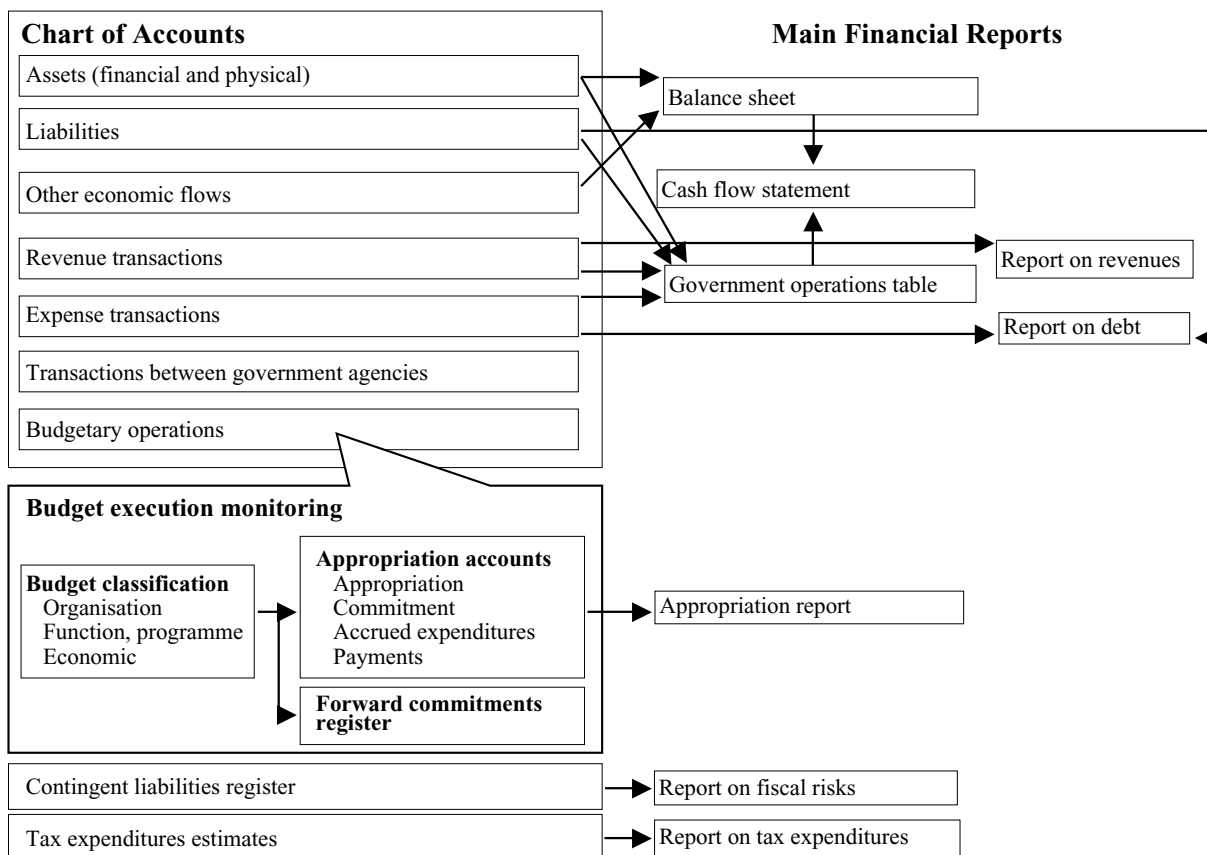 Chart of Accounts
Main Financial Reports
Assets (financial and physical)
Balance sheet
Liabilities
Other economic flows
Cash flow statement
Revenue transactions
Report on revenues
Government operations table
Expense transactions
Report on debt
Transactions between government agencies
Budgetary operations
Budget execution monitoring
Budget classification
Organisation
Function, programme
Economic
Appropriation accounts
Appropriation
Commitment
Accrued expenditures
Payments
Appropriation report
Forward commitments
register
Contingent liabilities register
Report on fiscal risks
Tax expenditures estimates
Report on tax expenditures